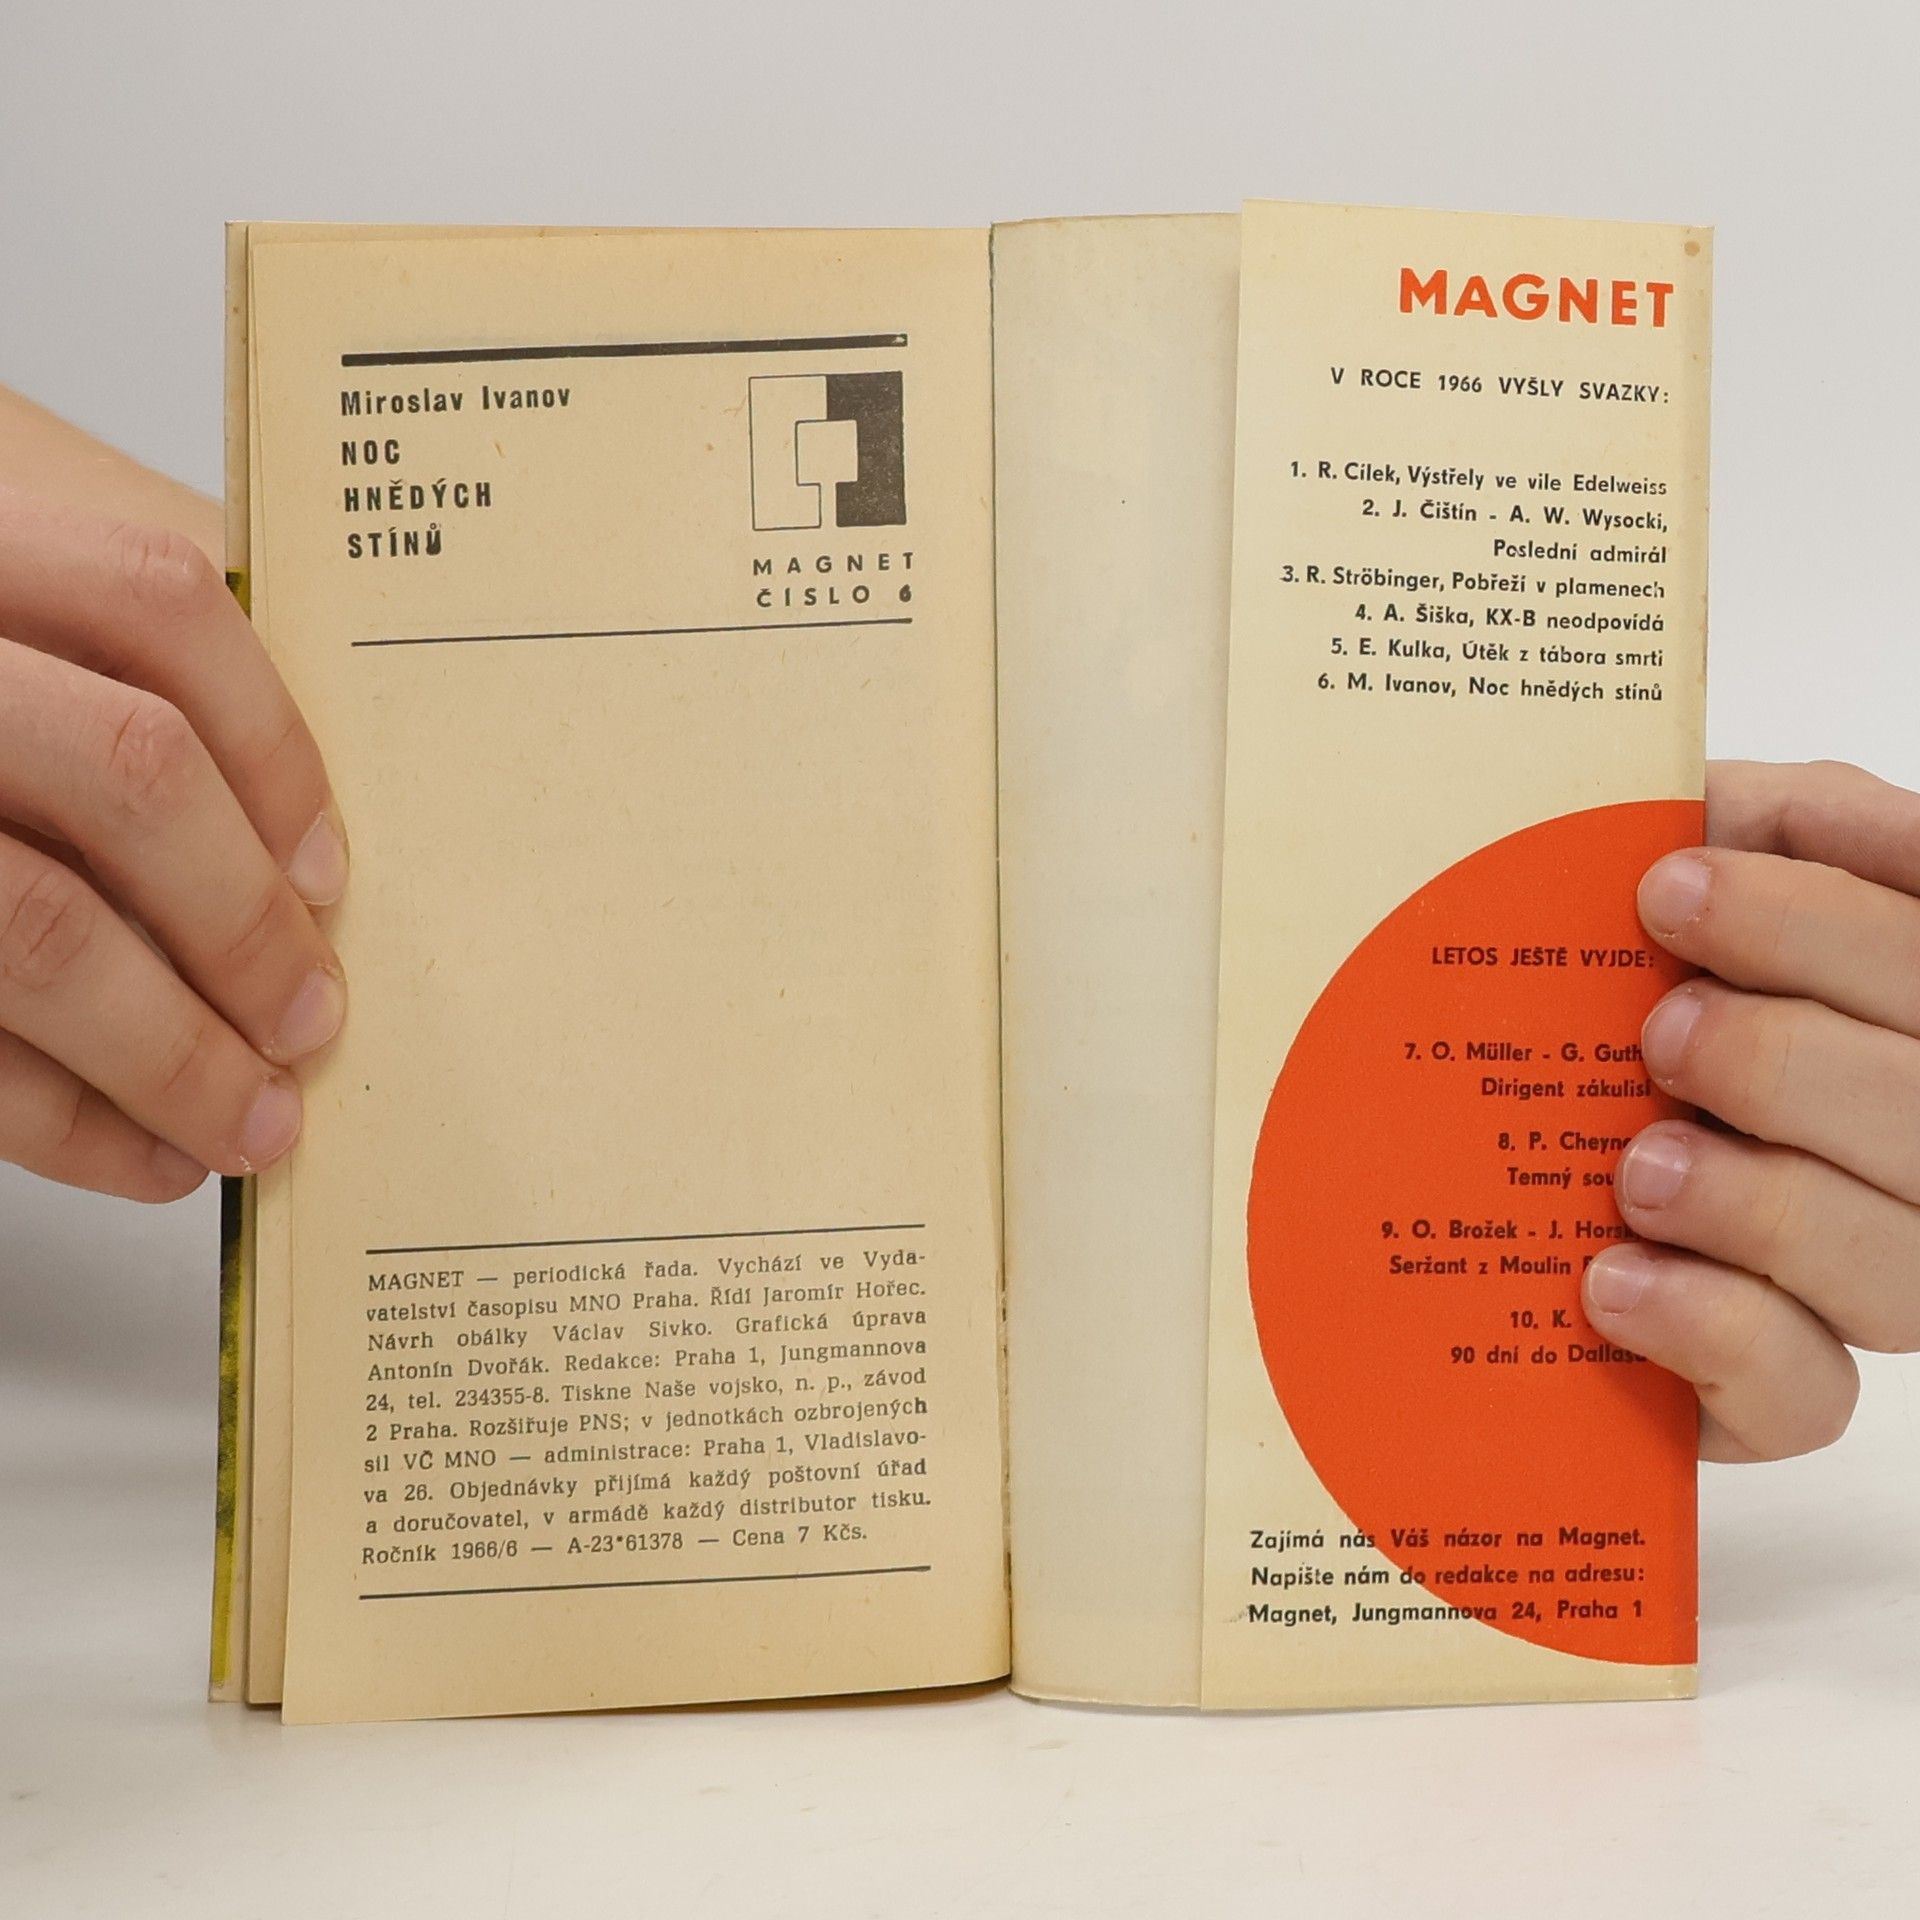 Miroslav Ivanov
NOC
HNĚDÝCH
STÍNŮ
MAGNET
ČÍSLO 6
MAGNET — periodická řada. Vychází ve Vyda-
vatelství časopisu MNO Praha. Řídí Jaromír Hořec.
Návrh obálky Václav Sivko. Grafická úprava
Antonín Dvořák. Redakce: Praha 1, Jungmannova
24, tel. 234355-8. Tiskne Naše vojsko, n. p., závod
2 Praha. Rozšiřuje PNS; v jednotkách ozbrojených
sil VČ MNO — administrace: Praha 1, Vladislavo-
va 26. Objednávky přijímá každý poštovní úřad
a doručovatel, v armádě každý distributor tisku.
Ročník 1966/6 — A-23*61378 — Cena 7 Kčs.
MAGNET
V ROCE 1966 VYŠLY SVAZKY:
1. R. Cílek, Výstřely ve vile Edelweiss
2. J. Čištín - A. W. Wysocki,
Poslední admirál
3. R. Ströbinger, Pobřeží v plamenech
4. A. Šiška, KX-B neodpovídá
5. E. Kulka, Útěk z tábora smrti
6. M. Ivanov, Noc hnědých stínů
LETOS JEŠTĚ VYJDE:
7. O. Müller - G. Guth
Dirigent zákulisí
8. P.
Temný
9. O. Brožek - J.
Seržant z Moulin
10. K.
90 dní do Dallasu
Zajímá nás Váš názor na Magnet.
Napište nám do redakce na adresu:
Magnet, Jungmannova 24, Praha 1